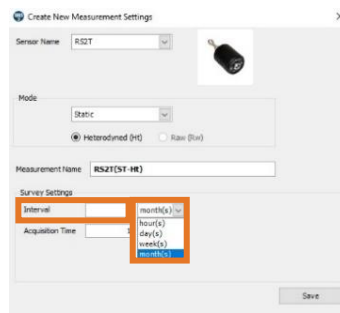 Create New Measurement Settings
Sensor Name RS2T
Mode
Static
Heterodyned (Ht) Raw (Rw)
Measurement Name RS2T(ST-Ht)
Survey Settings
Interval month(s)
hour(s)
Acquisition Time 1 day(s)
week(s)
month(s)
Save